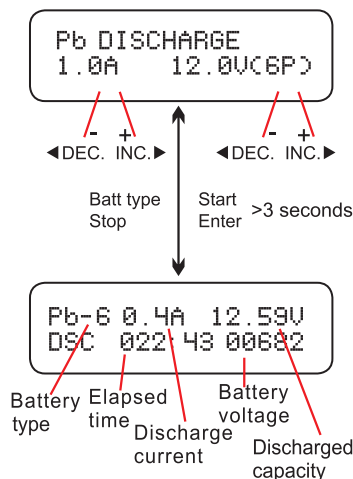 Pb DISCHARGE
1.0A 12.0V(6P)
- + - +
◀DEC. INC.▶ ◀DEC. INC.▶
Batt type Start
Stop Enter >3 seconds
Pb-6 0.4A 12.59V
DSC 022:43 00682
Battery type
Elapsed time
Discharge current
Battery voltage
Discharged capacity